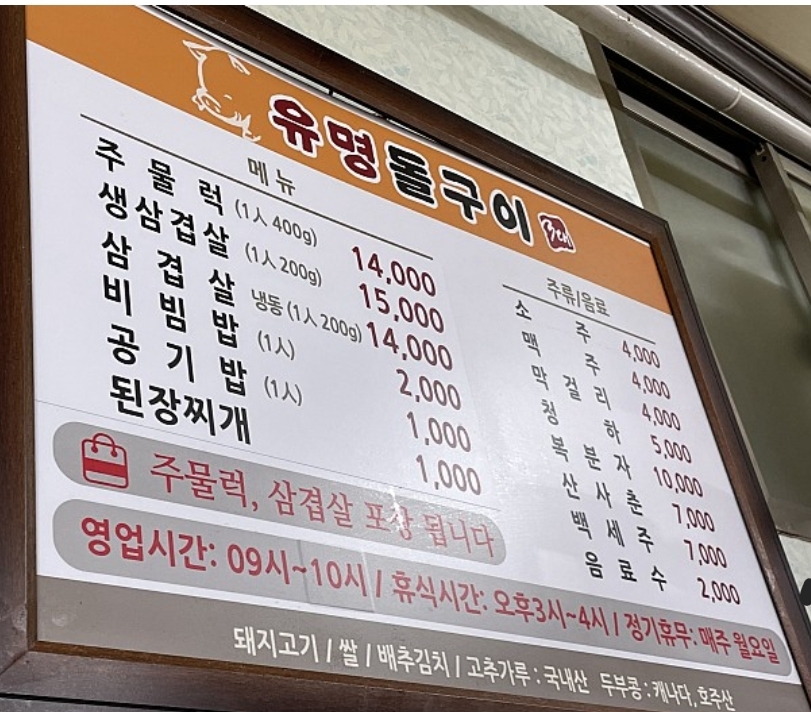 유명돌구이 3대
메뉴
주물럭 (1人 400g) 14,000
생삼겹살 (1人 200g) 15,000
삼겹살 냉동 (1人 200g) 14,000
비빔밥 (1人) 2,000
공기밥 (1人) 1,000
된장찌개 1,000
주류/음료
소주 4,000
맥주 4,000
막걸리 4,000
청하 5,000
복분자 10,000
산사춘 7,000
백세주 7,000
음료수 2,000
주물럭, 삼겹살 포장 됩니다
영업시간: 09시~10시 / 휴식시간: 오후3시~4시 / 정기휴무: 매주 월요일
돼지고기 / 쌀 / 배추김치 / 고추가루 : 국내산 두부콩 : 캐나다, 호주산